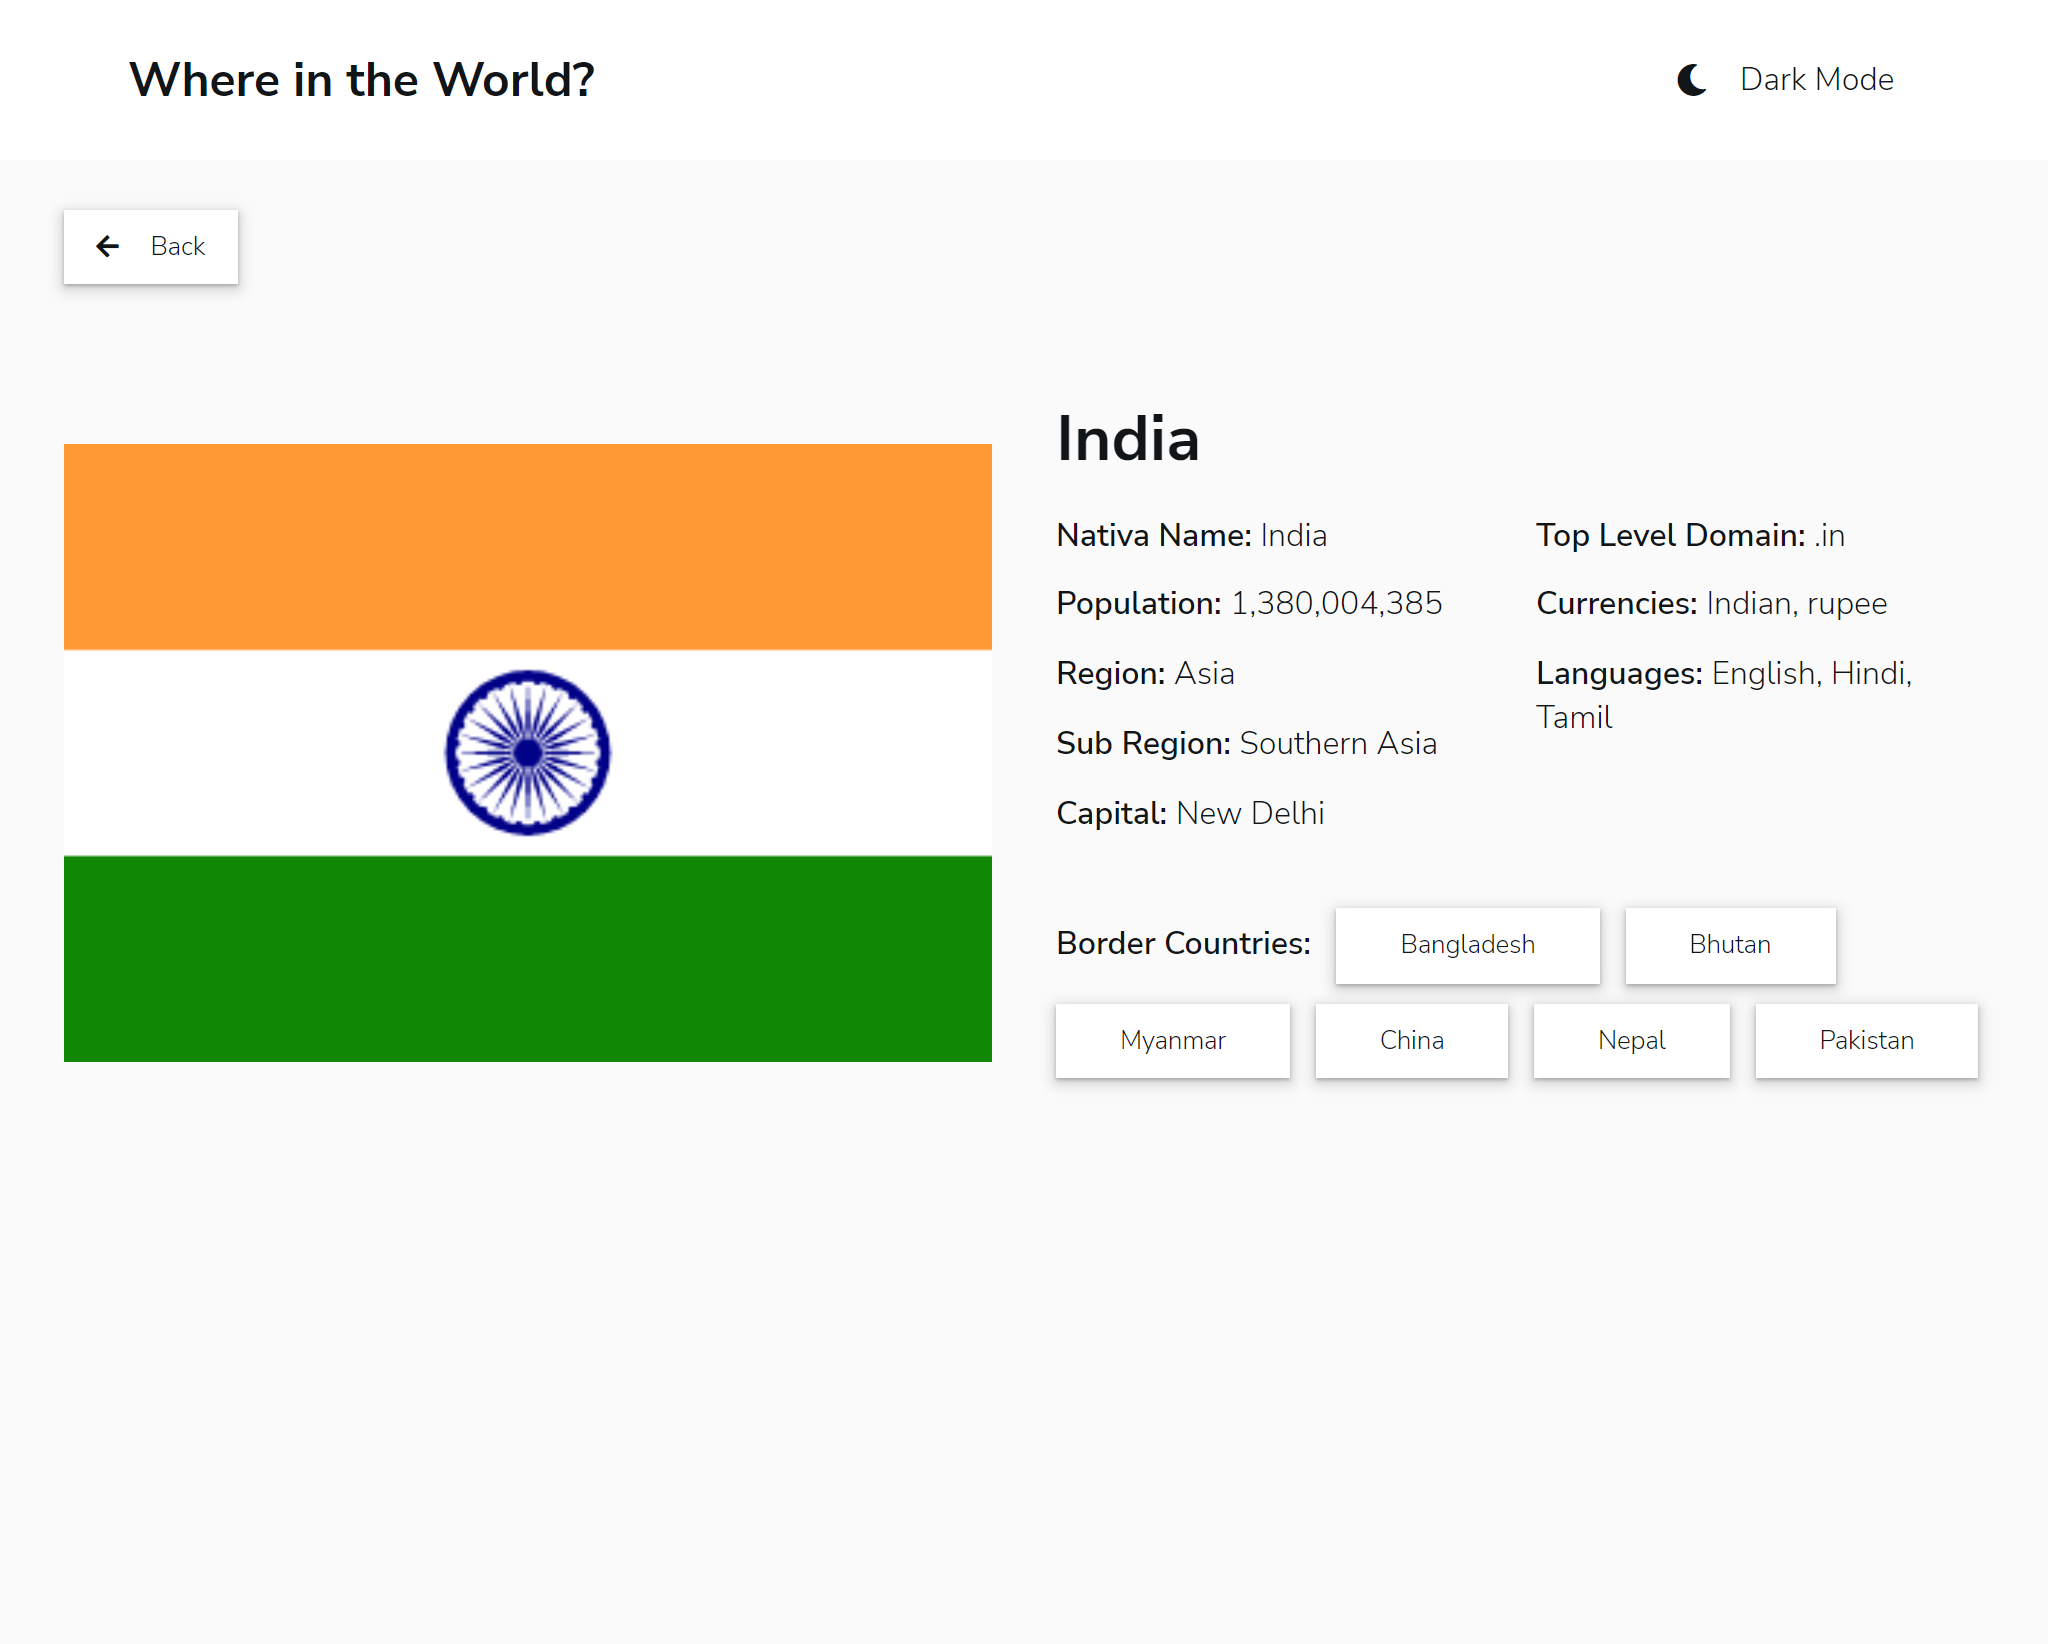 Where in the World?
Dark Mode
Back
India
Nativa Name: India
Population: 1,380,004,385
Region: Asia
Sub Region: Southern Asia
Capital: New Delhi
Top Level Domain: .in
Currencies: Indian, rupee
Languages: English, Hindi,
Tamil
Border Countries: Bangladesh Bhutan
Myanmar China Nepal Pakistan